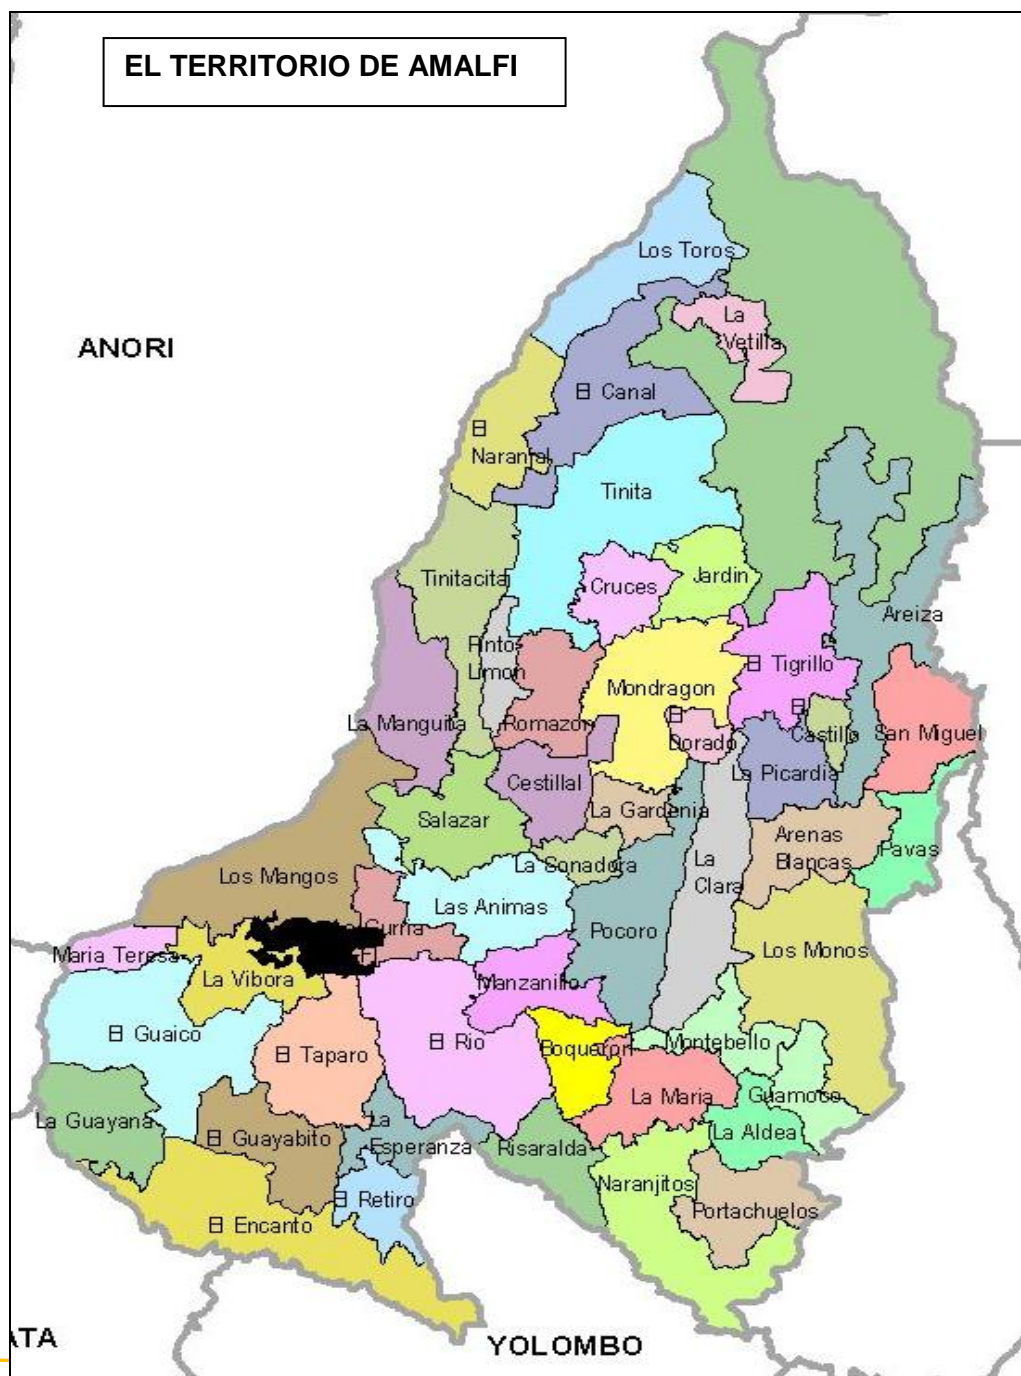 EL TERRITORIO DE AMALFI
Los Toros
La
Vetilla
ANORI
El Canal
El
Naranjal
Tinita
Tinitacita
Cruces
Jardin
Areiza
Pinto
Limon
El Tigrillo
Mondragon
La Manguita
Romazon
El
Dorado
El
Castillo
San Miguel
Cestillal
La Picardia
La Gardenia
Salazar
Arenas
Blancas
Pavas
La Sonadora
La
Clara
Los Mangos
Las Animas
Pocoro
Los Monos
Maria Teresa
La Vibora
Manzanillo
El Guaico
El Taparo
El Rio
Boqueron
Montebello
La Maria
Guamoco
La Guayana
El Guayabito
La
Esperanza
Risaralda
La Aldea
Naranjitos
El Retiro
Portachuelos
El Encanto
ATA
YOLOMBO